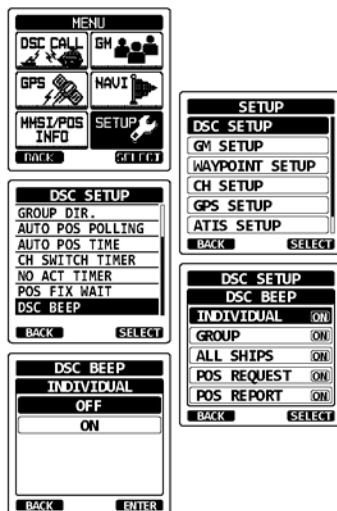 MENU
DSC CALL GM
GPS NAVI
MMSI/POS INFO SETUP
BACK SELECT
SETUP
DSC SETUP
GM SETUP
WAYPOINT SETUP
CH SETUP
GPS SETUP
ATIS SETUP
BACK SELECT
DSC SETUP
GROUP DIR.
AUTO POS POLLING
AUTO POS TIME
CH SWITCH TIMER
NO ACT TIMER
POS FIX WAIT
DSC BEEP
BACK SELECT
DSC SETUP
DSC BEEP
INDIVIDUAL ON
GROUP ON
ALL SHIPS ON
POS REQUEST ON
POS REPORT ON
BACK SELECT
DSC BEEP
INDIVIDUAL
OFF
ON
BACK ENTER